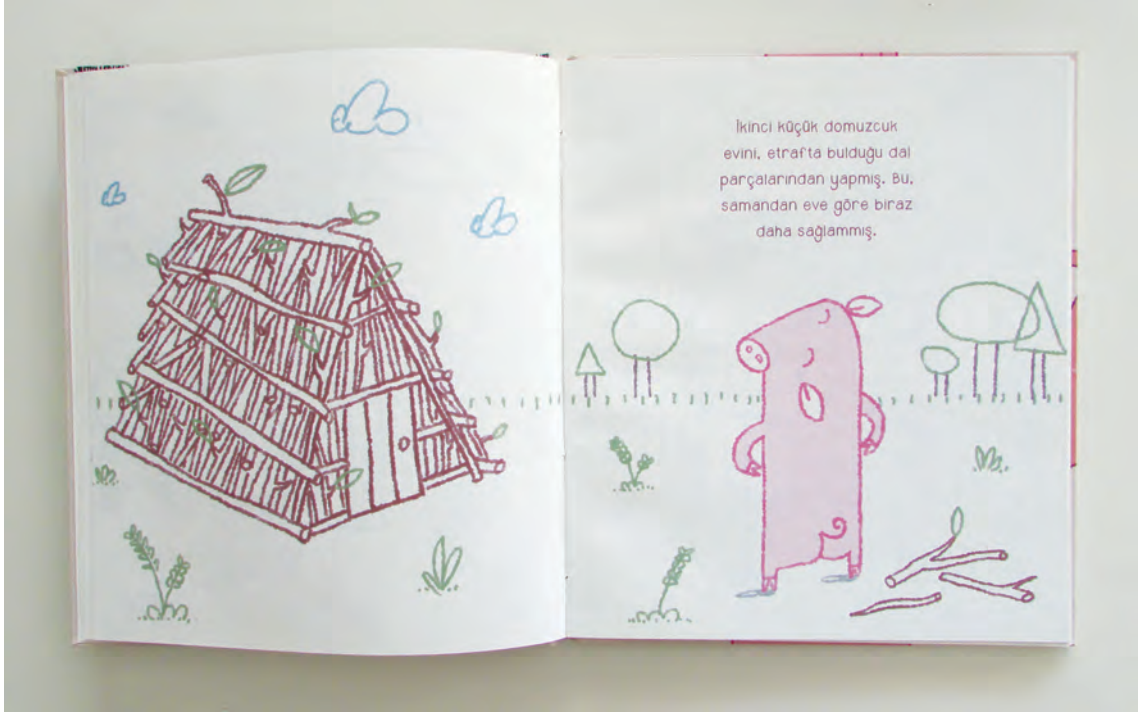 İkinci küçük domuzcuk
evini, etrafta bulduğu dal
parçalarından yapmış. Bu,
samandan eve göre biraz
daha sağlammış.